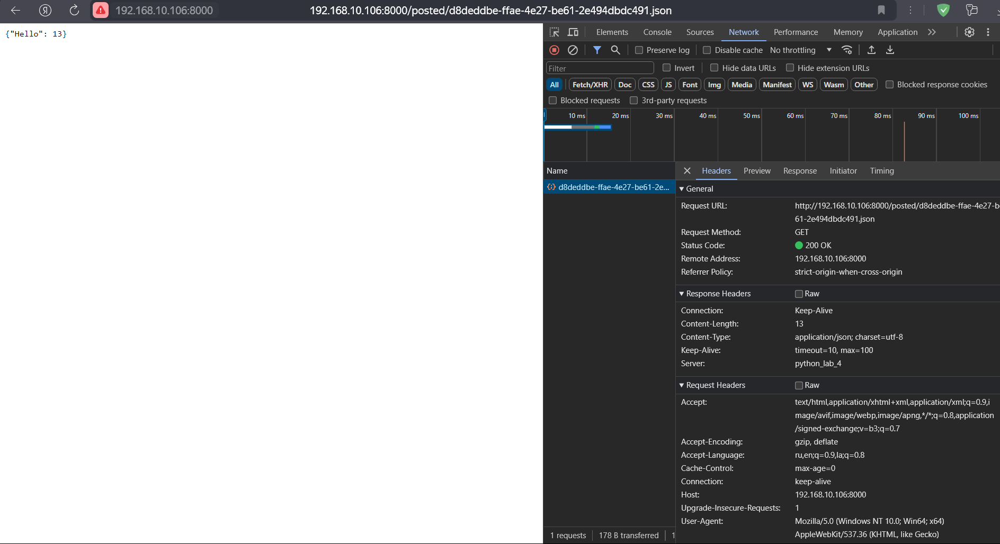 Я
192.168.10.106:8000
192.168.10.106:8000/posted/d8deddbe-ffae-4e27-be61-2e494dbdc491.json
{"Hello": 13}
Elements Console Sources Network Performance Memory Application
Preserve log Disable cache No throttling
Filter Invert Hide data URLs Hide extension URLs
All Fetch/XHR Doc CSS JS Font Img Media Manifest WS Wasm Other Blocked response cookies
Blocked requests 3rd-party requests
10 ms 20 ms 30 ms 40 ms 50 ms 60 ms 70 ms 80 ms 90 ms 100 ms
Name
d8deddbe-ffae-4e27-be61-2e...
Headers Preview Response Initiator Timing
General
Request URL: http://192.168.10.106:8000/posted/d8deddbe-ffae-4e27-b
61-2e494dbdc491.json
Request Method: GET
Status Code: 200 OK
Remote Address: 192.168.10.106:8000
Referrer Policy: strict-origin-when-cross-origin
Response Headers Raw
Connection: Keep-Alive
Content-Length: 13
Content-Type: application/json; charset=utf-8
Keep-Alive: timeout=10, max=100
Server: python_lab_4
Request Headers Raw
Accept: text/html,application/xhtml+xml,application/xml;q=0.9,i
mage/avif,image/webp,image/apng,*/*;q=0.8,application
/signed-exchange;v=b3;q=0.7
Accept-Encoding: gzip, deflate
Accept-Language: ru,en;q=0.9,la;q=0.8
Cache-Control: max-age=0
Connection: keep-alive
Host: 192.168.10.106:8000
Upgrade-Insecure-Requests: 1
User-Agent: Mozilla/5.0 (Windows NT 10.0; Win64; x64)
AppleWebKit/537.36 (KHTML, like Gecko)
1 requests 178 B transferred 1